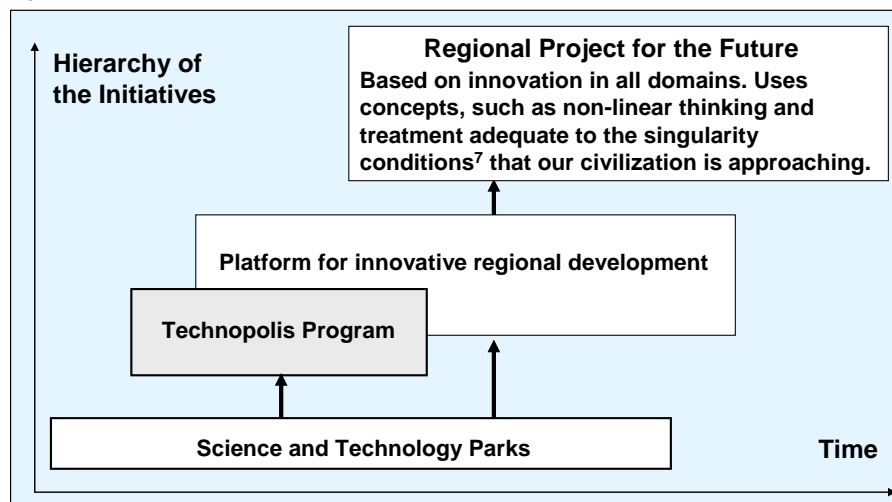 Hierarchy of
the Initiatives
Regional Project for the Future
Based on innovation in all domains. Uses
concepts, such as non-linear thinking and
treatment adequate to the singularity
conditions⁷ that our civilization is approaching.
Platform for innovative regional development
Technopolis Program
Science and Technology Parks
Time